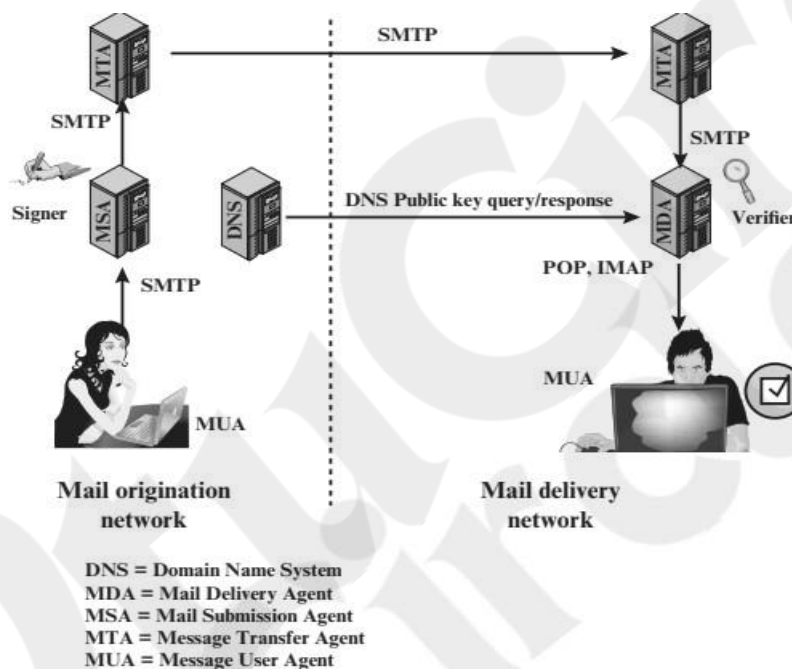 SMTP
MTA
MTA
SMTP
SMTP
Signer
MSA
DNS
DNS Public key query/response
MDA
Verifier
POP, IMAP
SMTP
MUA
MUA
Mail origination
network
Mail delivery
network
DNS = Domain Name System
MDA = Mail Delivery Agent
MSA = Mail Submission Agent
MTA = Message Transfer Agent
MUA = Message User Agent